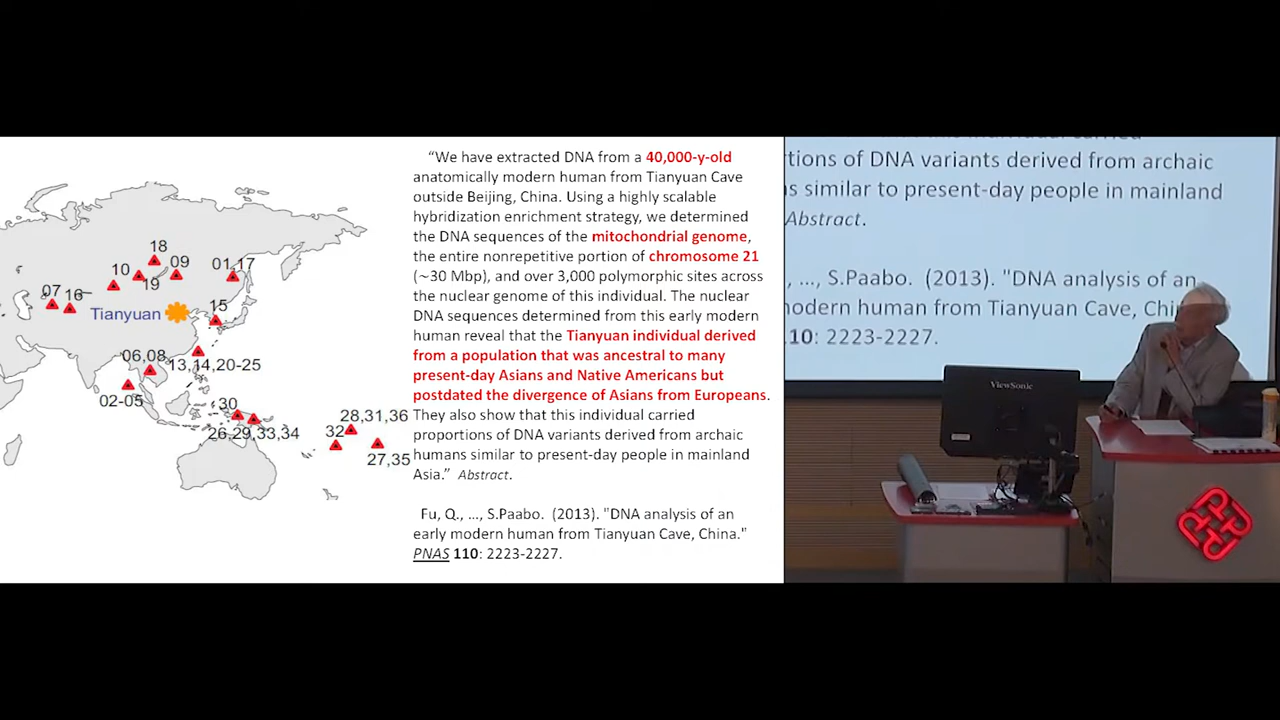 18
10
09
01,17
07
16
19
15
Tianyuan
06,08
13,14,20-25
02-05
30
28,31,36
26,29,33,34
32
27,35
“We have extracted DNA from a 40,000-y-old
anatomically modern human from Tianyuan Cave
outside Beijing, China. Using a highly scalable
hybridization enrichment strategy, we determined
the DNA sequences of the mitochondrial genome,
the entire nonrepetitive portion of chromosome 21
(~30 Mbp), and over 3,000 polymorphic sites across
the nuclear genome of this individual. The nuclear
DNA sequences determined from this early modern
human reveal that the Tianyuan individual derived
from a population that was ancestral to many
present-day Asians and Native Americans but
postdated the divergence of Asians from Europeans.
They also show that this individual carried
proportions of DNA variants derived from archaic
humans similar to present-day people in mainland
Asia.” Abstract.
Fu, Q., ..., S.Paabo. (2013). "DNA analysis of an
early modern human from Tianyuan Cave, China."
PNAS 110: 2223-2227.
tions of DNA variants derived from archaic
s similar to present-day people in mainland
Abstract.
, ..., S.Paabo. (2013). "DNA analysis of an
modern human from Tianyuan Cave, Chi
10: 2223-2227.
ViewSonic